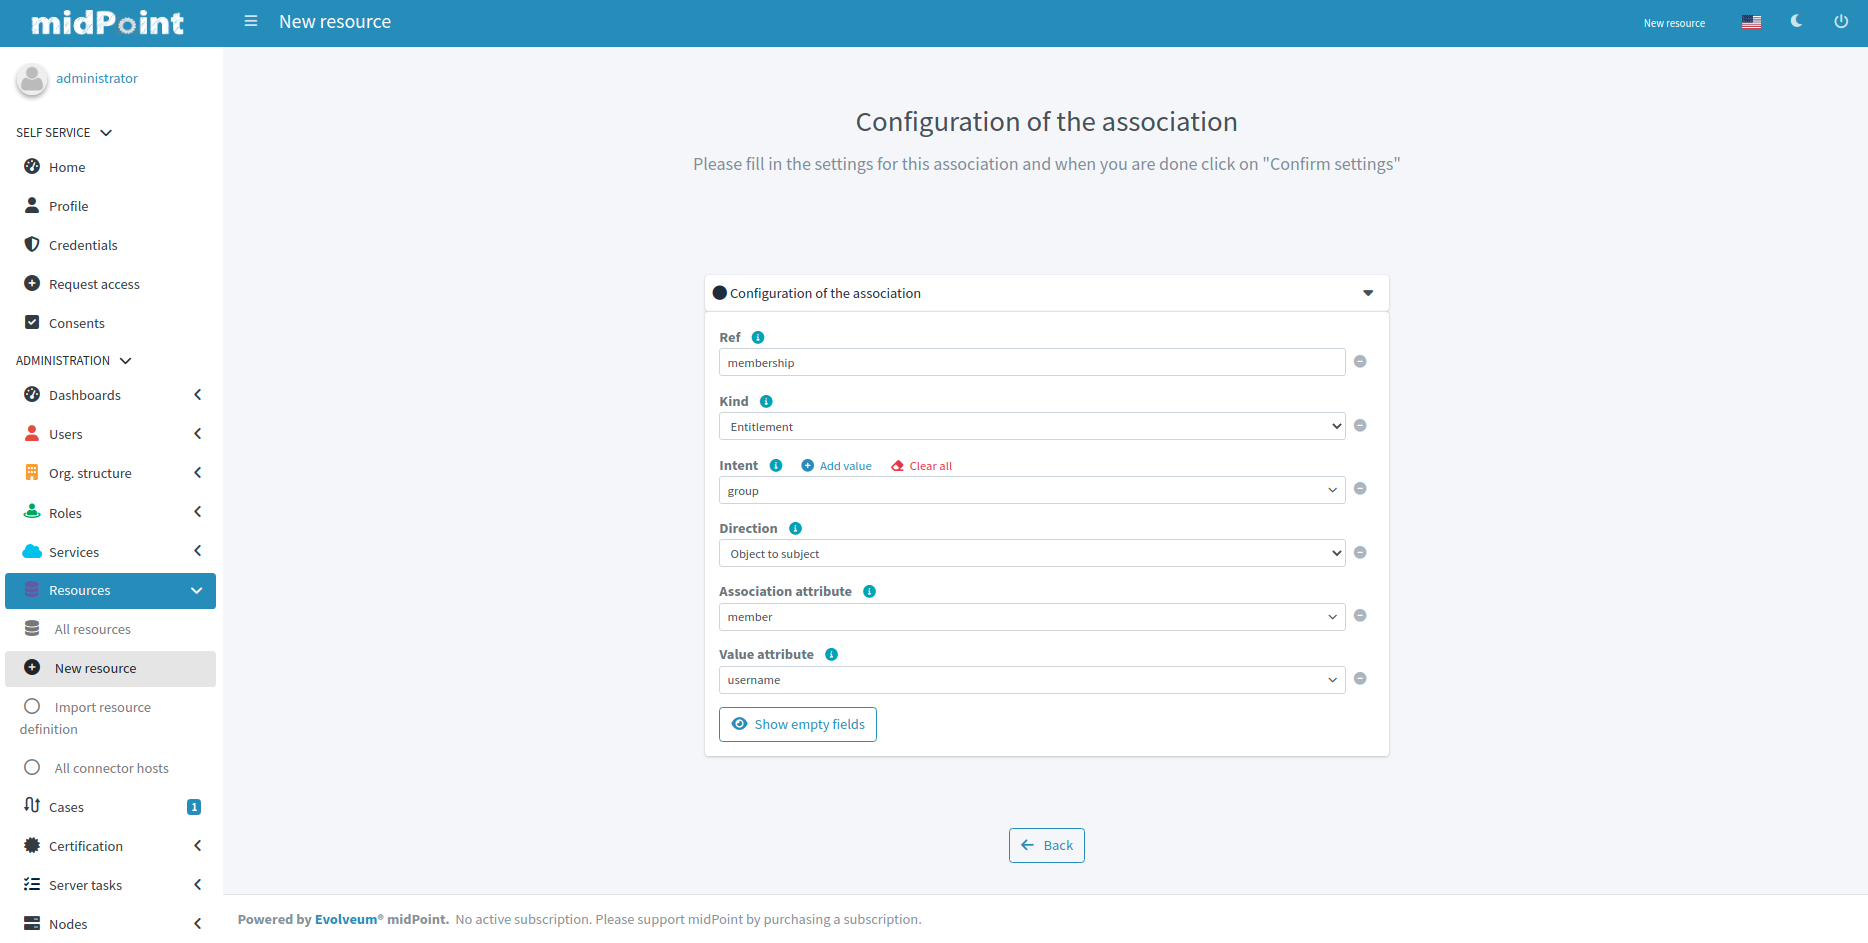 midPoint
New resource
New resource
administrator
SELF SERVICE
Home
Profile
Credentials
Request access
Consents
ADMINISTRATION
Dashboards
Users
Org. structure
Roles
Services
Resources
All resources
New resource
Import resource
definition
All connector hosts
Cases 1
Certification
Server tasks
Nodes
Configuration of the association
Please fill in the settings for this association and when you are done click on "Confirm settings"
Configuration of the association
Ref
membership
Kind
Entitlement
Intent Add value Clear all
group
Direction
Object to subject
Association attribute
member
Value attribute
username
Show empty fields
Back
Powered by Evolveum® midPoint. No active subscription. Please support midPoint by purchasing a subscription.